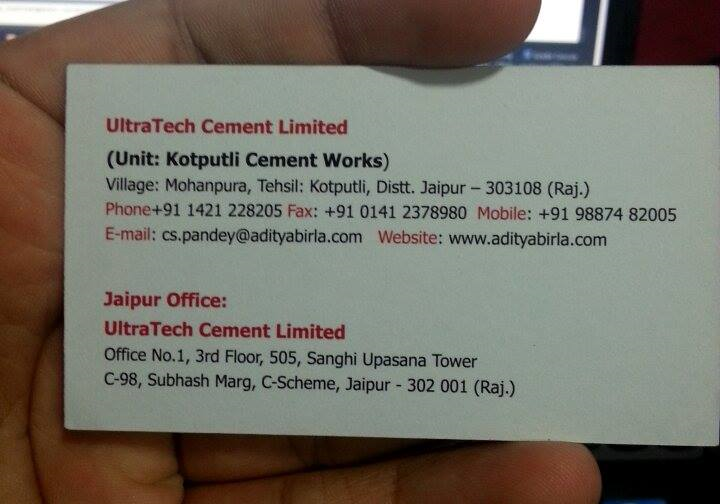 UltraTech Cement Limited
(Unit: Kotputli Cement Works)
Village: Mohanpura, Tehsil: Kotputli, Distt. Jaipur – 303108 (Raj.)
Phone+91 1421 228205 Fax: +91 0141 2378980 Mobile: +91 98874 82005
E-mail: cs.pandey@adityabirla.com Website: www.adityabirla.com
Jaipur Office:
UltraTech Cement Limited
Office No.1, 3rd Floor, 505, Sanghi Upasana Tower
C-98, Subhash Marg, C-Scheme, Jaipur - 302 001 (Raj.)